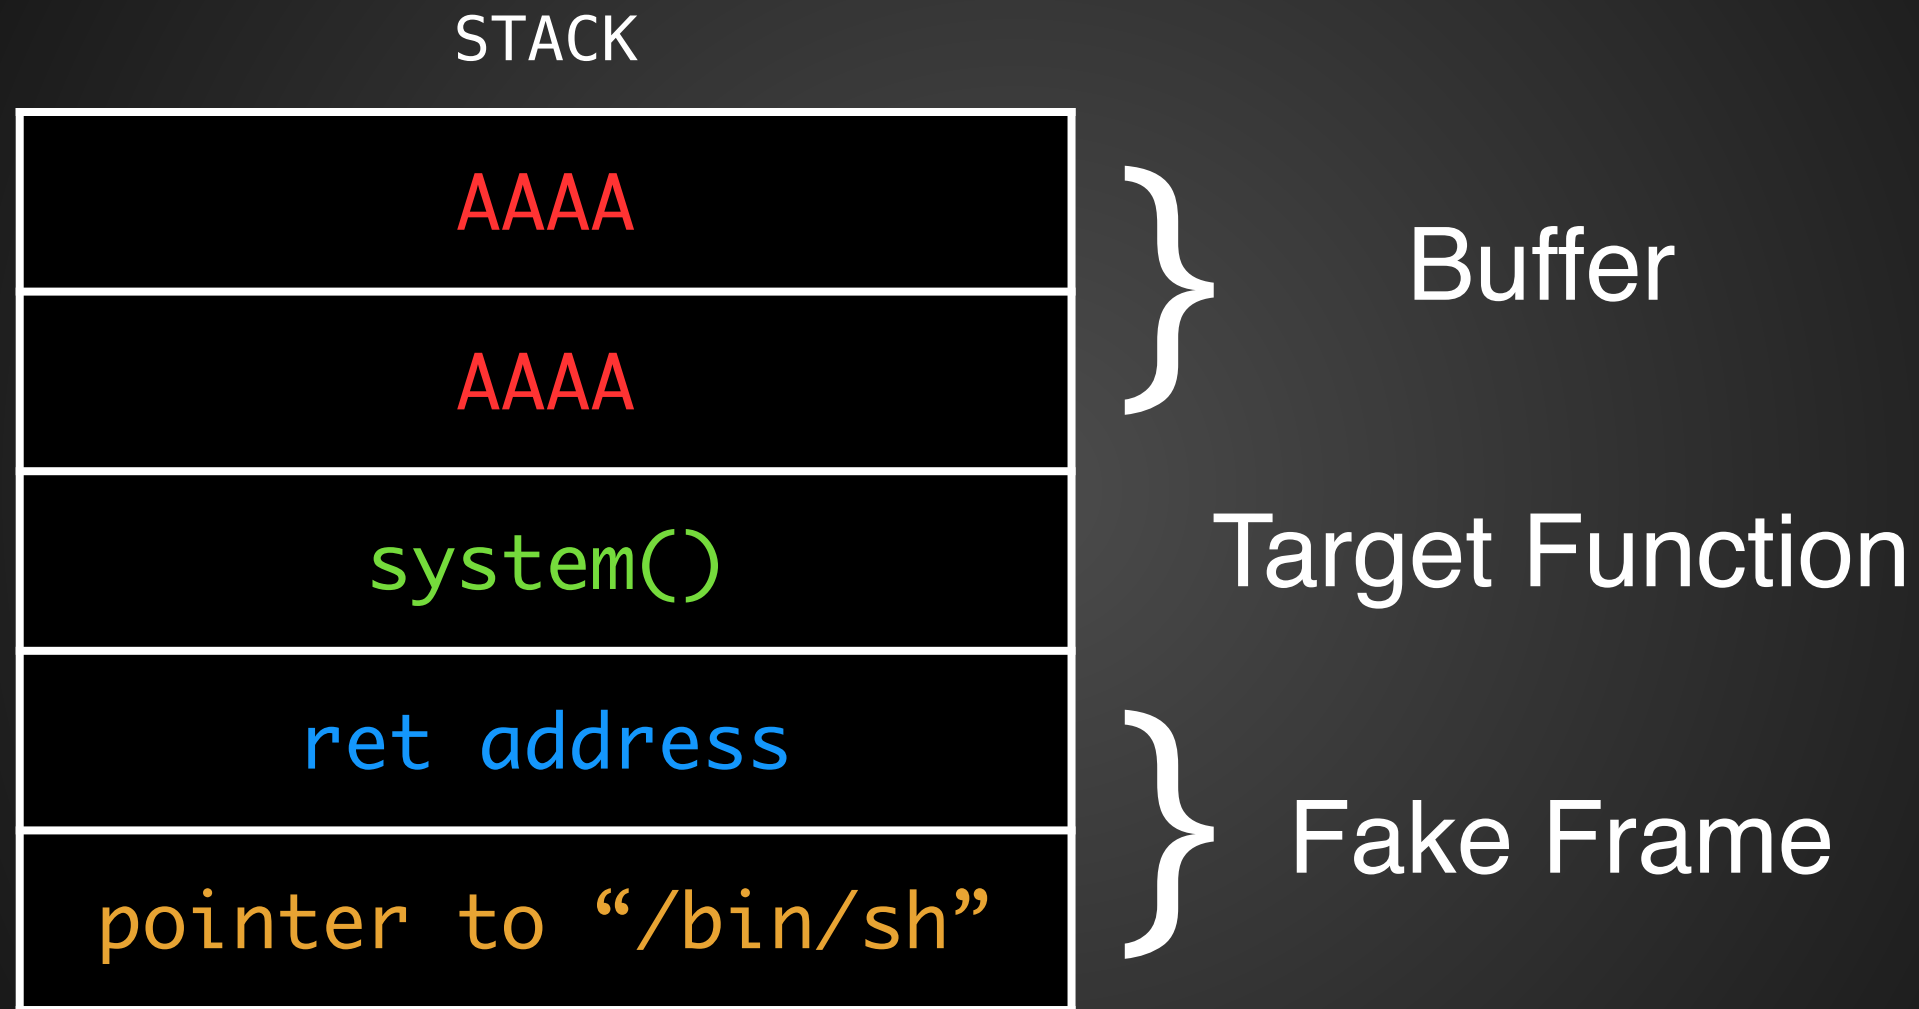 STACK
AAAA
AAAA
Buffer
system()
Target Function
ret address
pointer to “/bin/sh”
Fake Frame